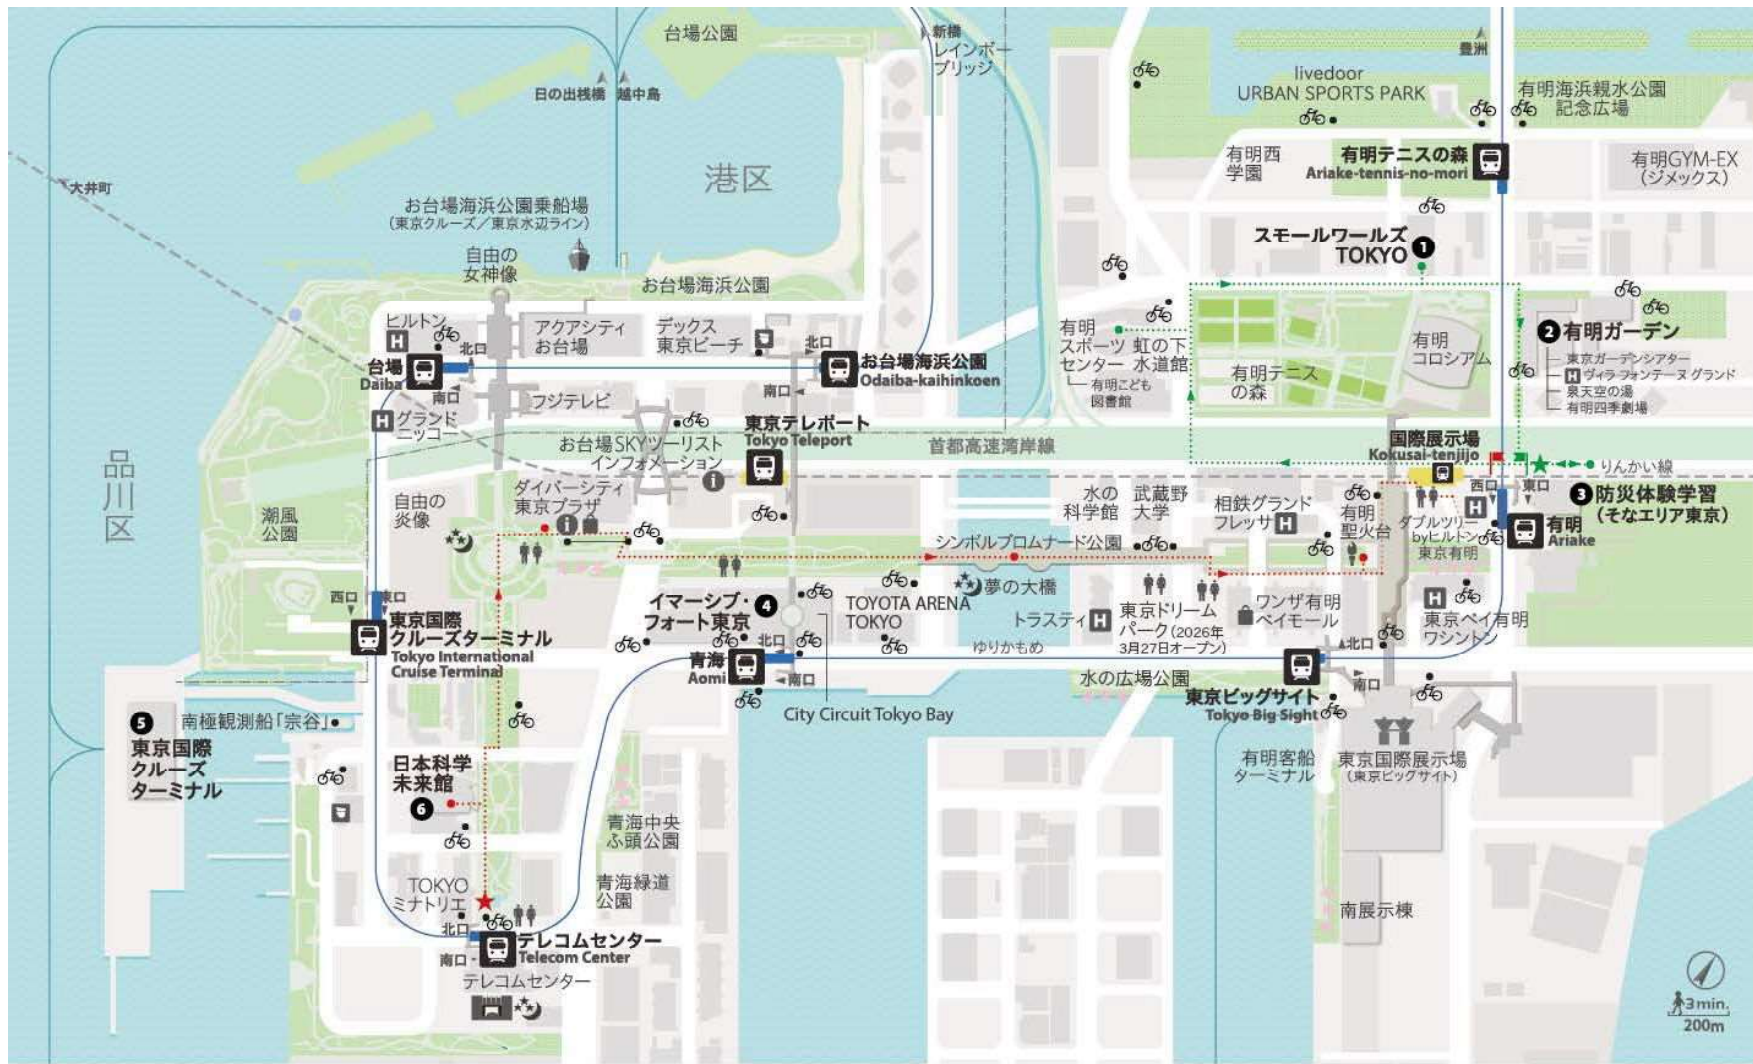 台場公園
新橋
レインボー
ブリッジ
豊洲
livedoor
URBAN SPORTS PARK
有明海浜親水公園
記念広場
日の出桟橋
越中島
大井町
港区
有明西
学園
有明テニスの森
Ariake-tennis-no-mori
有明GYM-EX
(ジメックス)
お台場海浜公園乗船場
(東京クルーズ/東京水辺ライン)
自由の
女神像
お台場海浜公園
スモールワールズ
TOKYO
1
ヒルトン
H
北口
アクアシティ
お台場
デックス
東京ビーチ
北口
台場
Daiba
南口
お台場海浜公園
Odaiba-kaihinkoen
南口
有明
スポーツ
センター
有明こども
図書館
虹の下
水道館
有明テニス
の森
有明
コロシアム
2
有明ガーデン
東京ガーデンシアター
H ヴィラ フォンテーヌ グランド
泉天空の湯
有明四季劇場
H
グランド
ニッコー
フジテレビ
東京テレポート
Tokyo Teleport
お台場SKYツーリスト
インフォメーション
i
首都高速湾岸線
国際展示場
Kokusai-tenjijo
りんかい線
品川区
潮風
公園
自由の
炎像
ダイバーシティ
東京プラザ
i
水の
科学館
武蔵野
大学
相鉄グランド
フレッサ
H
有明
聖火台
西口
東口
H
ダブルツリー
byヒルトン
東京有明
3
防災体験学習
(そなエリア東京)
有明
Ariake
シンボルプロムナード公園
夢の大橋
西口
東口
東京国際
クルーズターミナル
Tokyo International
Cruise Terminal
イマーシブ・
フォート東京
4
TOYOTA ARENA
TOKYO
トラスティ
H
東京ドリーム
パーク(2026年
3月27日オープン)
ワンザ有明
ベイモール
H
東京ベイ有明
ワシントン
北口
青海
Aomi
南口
ゆりかもめ
水の広場公園
北口
南口
東京ビッグサイト
Tokyo Big Sight
City Circuit Tokyo Bay
5
東京国際
クルーズ
ターミナル
南極観測船「宗谷」
日本科学
未来館
6
有明客船
ターミナル
東京国際展示場
(東京ビッグサイト)
青海中央
ふ頭公園
青海緑道
公園
TOKYO
ミナトリエ
北口
南口
テレコムセンター
Telecom Center
テレコムセンター
南展示棟
3min.
200m